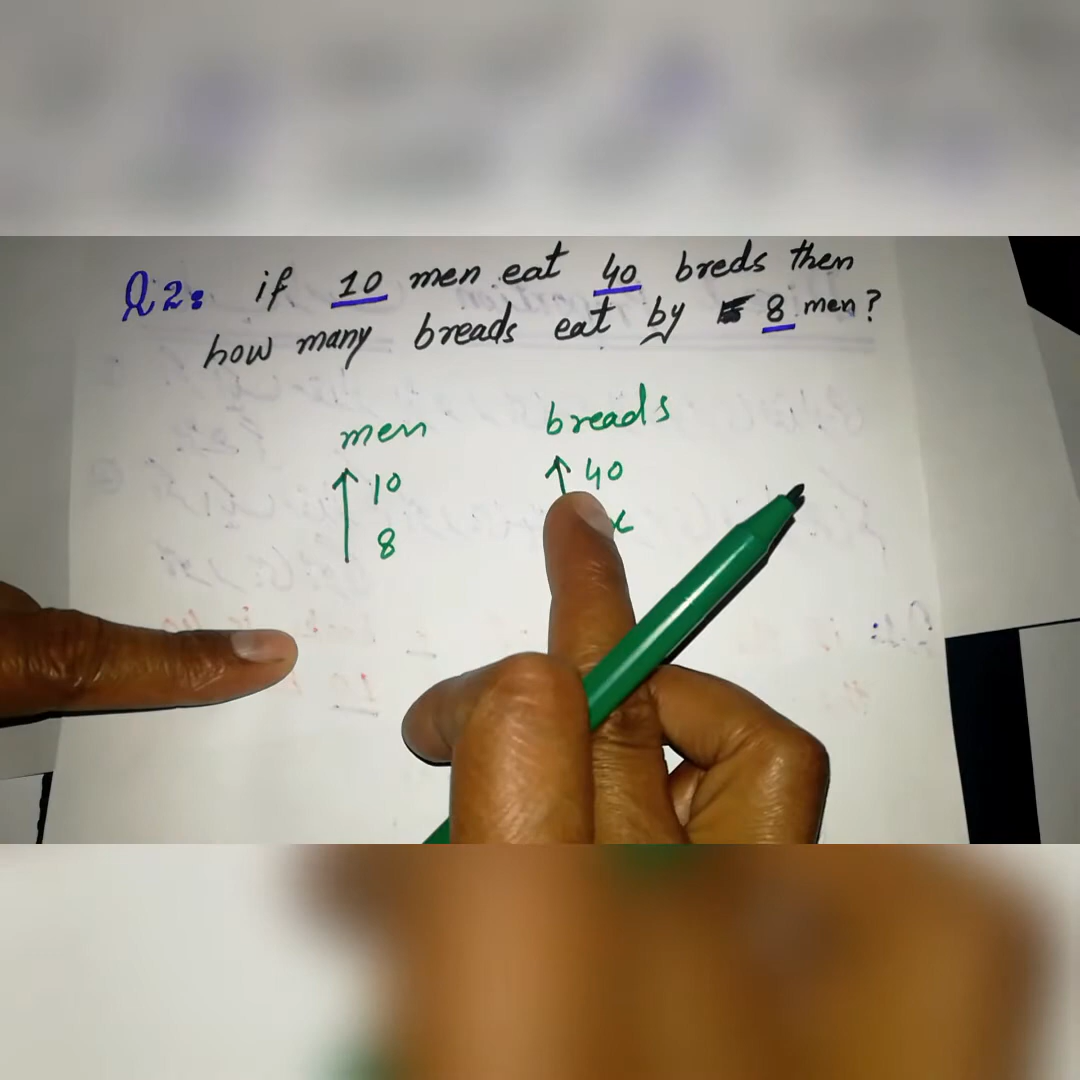 Q2: if 10 men eat 40 breds then
how many breads eat by 8 men?
men breads
10 40
8 x